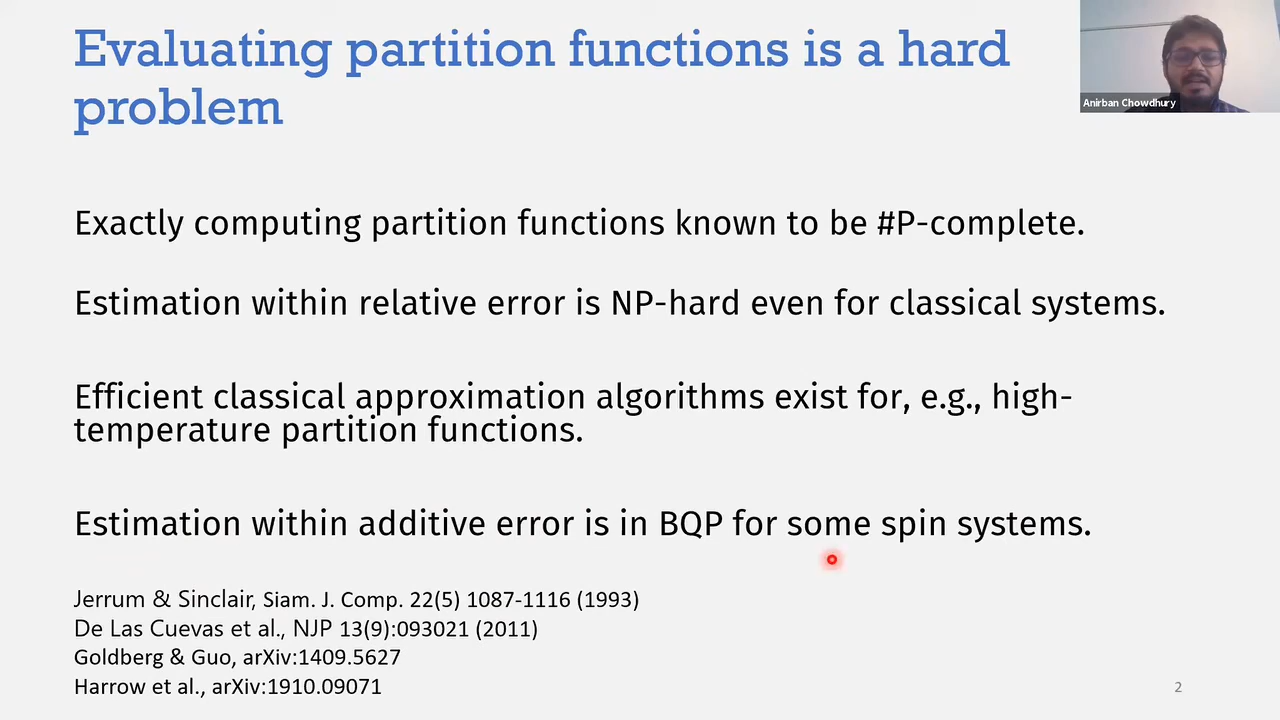 Evaluating partition functions is a hard
problem
Anirban Chowdhury
Exactly computing partition functions known to be #P-complete.
Estimation within relative error is NP-hard even for classical systems.
Efficient classical approximation algorithms exist for, e.g., high-
temperature partition functions.
Estimation within additive error is in BQP for some spin systems.
Jerrum & Sinclair, Siam. J. Comp. 22(5) 1087-1116 (1993)
De Las Cuevas et al., NJP 13(9):093021 (2011)
Goldberg & Guo, arXiv:1409.5627
Harrow et al., arXiv:1910.09071
2